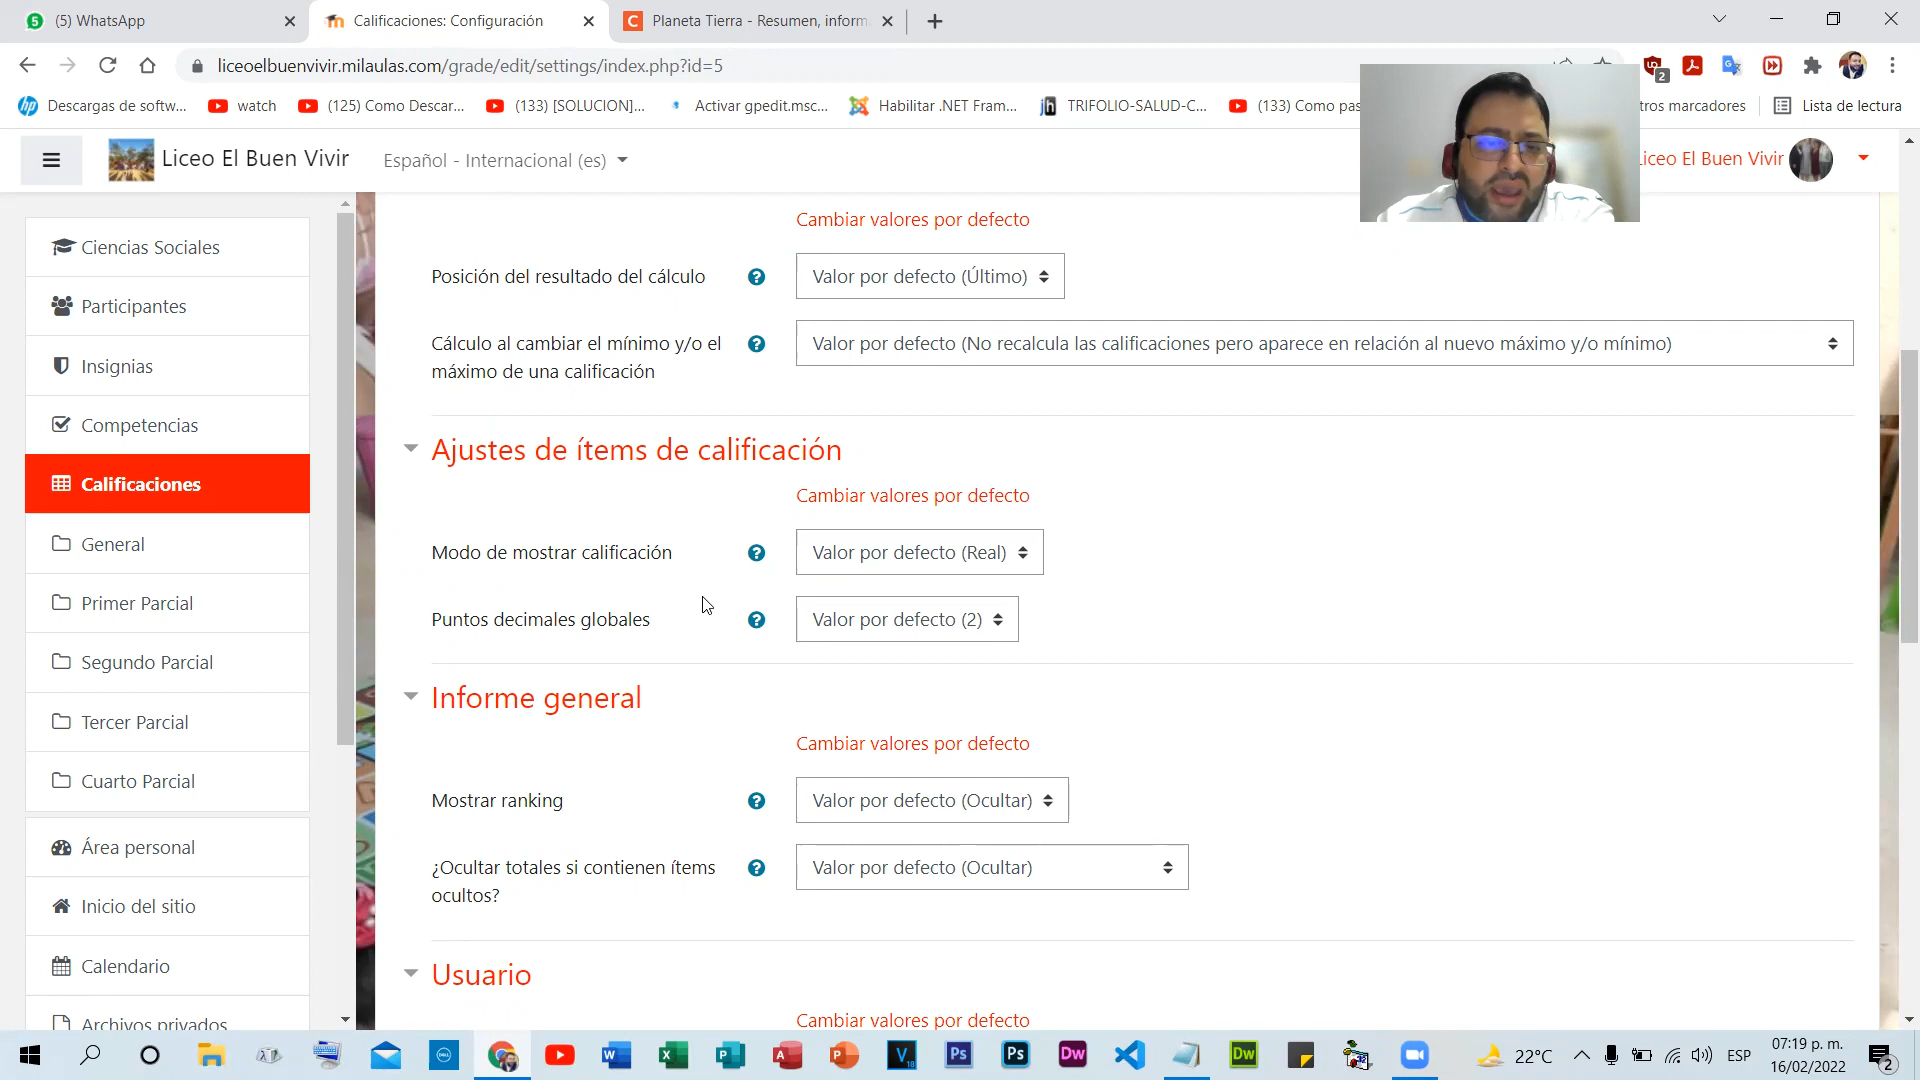 (5) WhatsApp
Calificaciones: Configuración
Planeta Tierra - Resumen, inform
liceoelbuenvivir.milaulas.com/grade/edit/settings/index.php?id=5
2
Descargas de softw...
watch
(125) Como Descar...
(133) [SOLUCION]...
Activar gpedit.msc...
Habilitar .NET Fram...
TRIFOLIO-SALUD-C...
(133) Como pas
tros marcadores
Lista de lectura
Liceo El Buen Vivir
Español - Internacional (es)
Liceo El Buen Vivir
Ciencias Sociales
Participantes
Insignias
Competencias
Calificaciones
General
Primer Parcial
Segundo Parcial
Tercer Parcial
Cuarto Parcial
Área personal
Inicio del sitio
Calendario
Archivos privados
Cambiar valores por defecto
Posición del resultado del cálculo
Valor por defecto (Último)
Cálculo al cambiar el mínimo y/o el
máximo de una calificación
Valor por defecto (No recalcula las calificaciones pero aparece en relación al nuevo máximo y/o mínimo)
Ajustes de ítems de calificación
Cambiar valores por defecto
Modo de mostrar calificación
Valor por defecto (Real)
Puntos decimales globales
Valor por defecto (2)
Informe general
Cambiar valores por defecto
Mostrar ranking
Valor por defecto (Ocultar)
¿Ocultar totales si contienen ítems
ocultos?
Valor por defecto (Ocultar)
Usuario
Cambiar valores por defecto
22°C
ESP
07:19 p. m.
16/02/2022
2